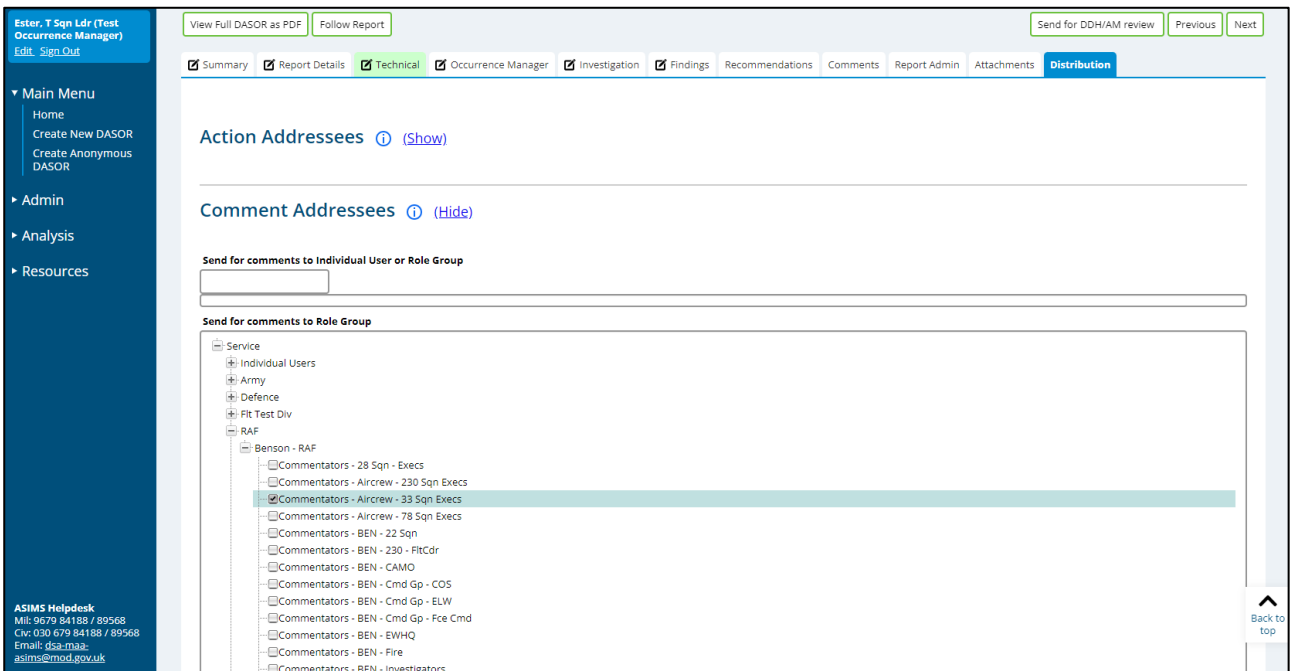 Ester, T Sqn Ldr (Test
Occurrence Manager)
Edit Sign Out
Main Menu
Home
Create New DASOR
Create Anonymous
DASOR
Admin
Analysis
Resources
ASIMS Helpdesk
Mil: 9679 84188 / 89568
Civ: 030 679 84188 / 89568
Email: dsa-maa-
asims@mod.gov.uk
View Full DASOR as PDF Follow Report Send for DDH/AM review Previous Next
Summary Report Details Technical Occurrence Manager Investigation Findings Recommendations Comments Report Admin Attachments Distribution
Action Addressees (Show)
Comment Addressees (Hide)
Send for comments to Individual User or Role Group
Send for comments to Role Group
Service
Individual Users
Army
Defence
Flt Test Div
RAF
Benson - RAF
Commentators - 28 Sqn - Execs
Commentators - Aircrew - 230 Sqn Execs
Commentators - Aircrew - 33 Sqn Execs
Commentators - Aircrew - 78 Sqn Execs
Commentators - BEN - 22 Sqn
Commentators - BEN - 230 - FltCdr
Commentators - BEN - CAMO
Commentators - BEN - Cmd Gp - COS
Commentators - BEN - Cmd Gp - ELW
Commentators - BEN - Cmd Gp - Fce Cmd
Commentators - BEN - EWHQ
Commentators - BEN - Fire
Commentators - BEN - Investigators
Back to
top